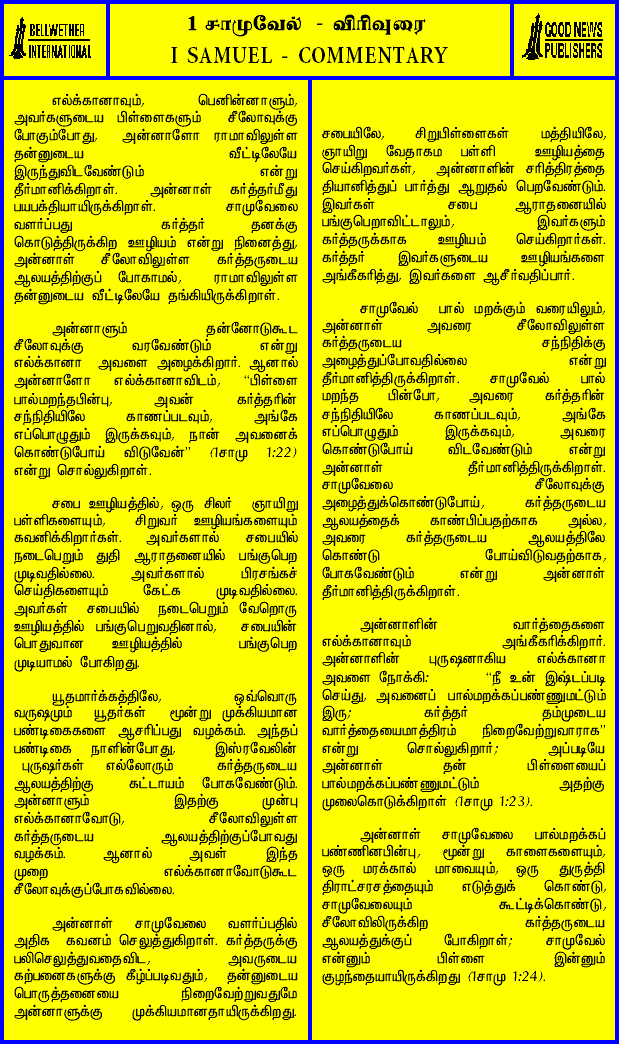 BELLWETHER
INTERNATIONAL
1 சாமுவேல் - விரிவுரை
I SAMUEL - COMMENTARY
GOOD NEWS
PUBLISHERS
எல்க்கானாவும், பெனின்னாளும்,
அவர்களுடைய பிள்ளைகளும் சீலோவுக்கு
போகும்போது, அன்னாளோ ராமாவிலுள்ள
தன்னுடைய வீட்டிலேயே
இருந்துவிடவேண்டும் என்று
தீர்மானிக்கிறாள். அன்னாள் கர்த்தர்மீது
பயபக்தியாயிருக்கிறாள். சாமுவேலை
வளர்ப்பது கர்த்தர் தனக்கு
கொடுத்திருக்கிற ஊழியம் என்று நினைத்து,
அன்னாள் சீலோவிலுள்ள கர்த்தருடைய
ஆலயத்திற்குப் போகாமல், ராமாவிலுள்ள
தன்னுடைய வீட்டிலேயே தங்கியிருக்கிறாள்.
அன்னாளும் தன்னோடுகூட
சீலோவுக்கு வரவேண்டும் என்று
எல்க்கானா அவளை அழைக்கிறார். ஆனால்
அன்னாளோ எல்க்கானாவிடம், “பிள்ளை
பால்மறந்தபின்பு, அவன் கர்த்தரின்
சந்நிதியிலே காணப்படவும், அங்கே
எப்பொழுதும் இருக்கவும், நான் அவனைக்
கொண்டுபோய் விடுவேன்” (1சாமு 1:22)
என்று சொல்லுகிறாள்.
சபை ஊழியத்தில், ஒரு சிலர் ஞாயிறு
பள்ளிகளையும், சிறுவர் ஊழியங்களையும்
கவனிக்கிறார்கள். அவர்களால் சபையில்
நடைபெறும் துதி ஆராதனையில் பங்குபெற
முடிவதில்லை. அவர்களால் பிரசங்கச்
செய்திகளையும் கேட்க முடிவதில்லை.
அவர்கள் சபையில் நடைபெறும் வேறொரு
ஊழியத்தில் பங்குபெறுவதினால், சபையின்
பொதுவான ஊழியத்தில் பங்குபெற
முடியாமல் போகிறது.
யூதமார்க்கத்திலே, ஒவ்வொரு
வருஷமும் யூதர்கள் மூன்று முக்கியமான
பண்டிகைகளை ஆசரிப்பது வழக்கம். அந்தப்
பண்டிகை நாளின்போது, இஸ்ரவேலின்
புருஷர்கள் எல்லோரும் கர்த்தருடைய
ஆலயத்திற்கு கட்டாயம் போகவேண்டும்.
அன்னாளும் இதற்கு முன்பு
எல்க்கானாவோடு, சீலோவிலுள்ள
கர்த்தருடைய ஆலயத்திற்குப்போவது
வழக்கம். ஆனால் அவள் இந்த
முறை எல்க்கானாவோடுகூட
சீலோவுக்குப்போகவில்லை.
அன்னாள் சாமுவேலை வளர்ப்பதில்
அதிக கவனம் செலுத்துகிறாள். கர்த்தருக்கு
பலிசெலுத்துவதைவிட, அவருடைய
கற்பனைகளுக்கு கீழ்ப்படிவதும், தன்னுடைய
பொருத்தனையை நிறைவேற்றுவதுமே
அன்னாளுக்கு முக்கியமானதாயிருக்கிறது.
சபையிலே, சிறுபிள்ளைகள் மத்தியிலே,
ஞாயிறு வேதாகம பள்ளி ஊழியத்தை
செய்கிறவர்கள், அன்னாளின் சரித்திரத்தை
தியானித்துப் பார்த்து ஆறுதல் பெறவேண்டும்.
இவர்கள் சபை ஆராதனையில்
பங்குபெறாவிட்டாலும், இவர்களும்
கர்த்தருக்காக ஊழியம் செய்கிறார்கள்.
கர்த்தர் இவர்களுடைய ஊழியங்களை
அங்கீகரித்து, இவர்களை ஆசீர்வதிப்பார்.
சாமுவேல் பால் மறக்கும் வரையிலும்,
அன்னாள் அவரை சீலோவிலுள்ள
கர்த்தருடைய சந்நிதிக்கு
அழைத்துப்போவதில்லை என்று
தீர்மானித்திருக்கிறாள். சாமுவேல் பால்
மறந்த பின்போ, அவரை கர்த்தரின்
சந்நிதியிலே காணப்படவும், அங்கே
எப்பொழுதும் இருக்கவும், அவரை
கொண்டுபோய் விடவேண்டும் என்று
அன்னாள் தீர்மானித்திருக்கிறாள்.
சாமுவேலை சீலோவுக்கு
அழைத்துக்கொண்டுபோய், கர்த்தருடைய
ஆலயத்தைக் காண்பிப்பதற்காக அல்ல,
அவரை கர்த்தருடைய ஆலயத்திலே
கொண்டு போய்விடுவதற்காக,
போகவேண்டும் என்று அன்னாள்
தீர்மானித்திருக்கிறாள்.
அன்னாளின் வார்த்தைகளை
எல்க்கானாவும் அங்கீகரிக்கிறார்.
அன்னாளின் புருஷனாகிய எல்க்கானா
அவளை நோக்கி: “நீ உன் இஷ்டப்படி
செய்து, அவனைப் பால்மறக்கப்பண்ணுமட்டும்
இரு; கர்த்தர் தம்முடைய
வார்த்தையைமாத்திரம் நிறைவேற்றுவாராக”
என்று சொல்லுகிறார்; அப்படியே
அன்னாள் தன் பிள்ளையைப்
பால்மறக்கப்பண்ணுமட்டும் அதற்கு
முலைகொடுக்கிறாள் (1சாமு 1:23).
அன்னாள் சாமுவேலை பால்மறக்கப்
பண்ணினபின்பு, மூன்று காளைகளையும்,
ஒரு மரக்கால் மாவையும், ஒரு துருத்தி
திராட்சரசத்தையும் எடுத்துக் கொண்டு,
சாமுவேலையும் கூட்டிக்கொண்டு,
சீலோவிலிருக்கிற கர்த்தருடைய
ஆலயத்துக்குப் போகிறாள்; சாமுவேல்
என்னும் பிள்ளை இன்னும்
குழந்தையாயிருக்கிறது (1சாமு 1:24).